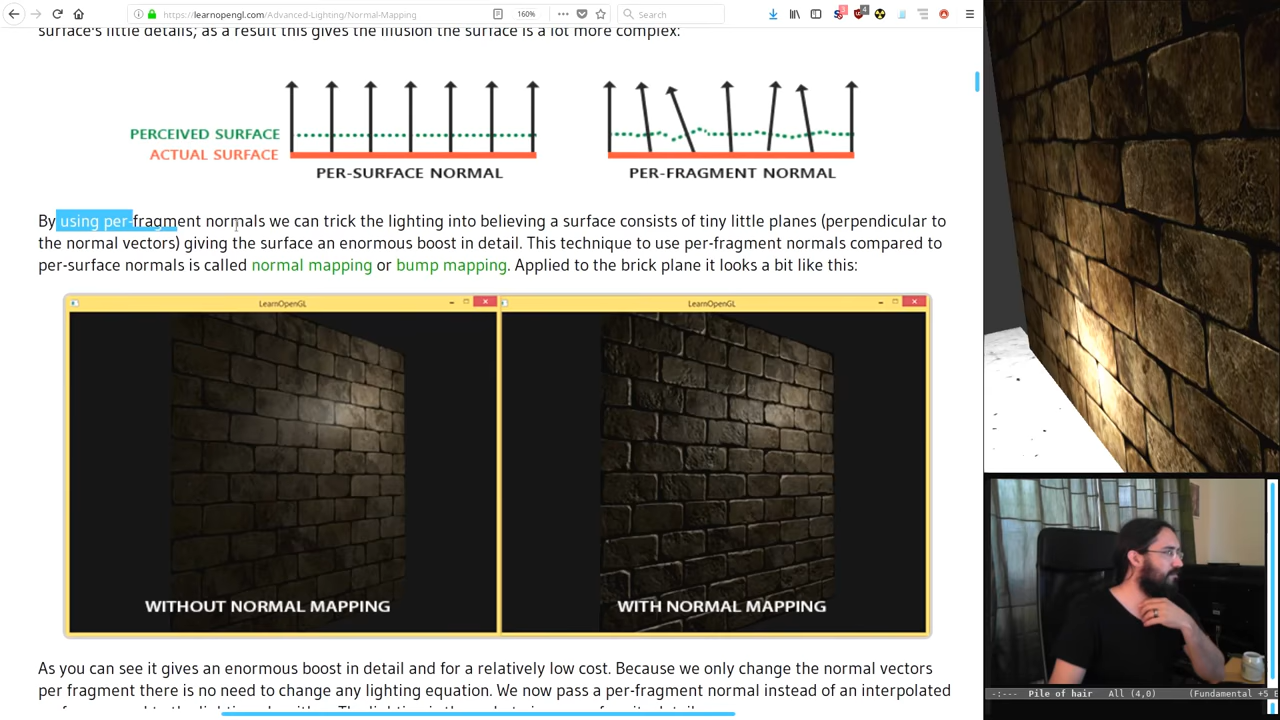 https://learnopengl.com/Advanced-Lighting/Normal-Mapping
160%
Search
5
4
surface's little details; as a result this gives the illusion the surface is a lot more complex:
PERCEIVED SURFACE
ACTUAL SURFACE
PER-SURFACE NORMAL
PER-FRAGMENT NORMAL
By using per-fragment normals we can trick the lighting into believing a surface consists of tiny little planes (perpendicular to
the normal vectors) giving the surface an enormous boost in detail. This technique to use per-fragment normals compared to
per-surface normals is called normal mapping or bump mapping. Applied to the brick plane it looks a bit like this:
LearnOpenGL
LearnOpenGL
WITHOUT NORMAL MAPPING
WITH NORMAL MAPPING
As you can see it gives an enormous boost in detail and for a relatively low cost. Because we only change the normal vectors
per fragment there is no need to change any lighting equation. We now pass a per-fragment normal instead of an interpolated
-:--- Pile of hair All (4,0) (Fundamental +5 E